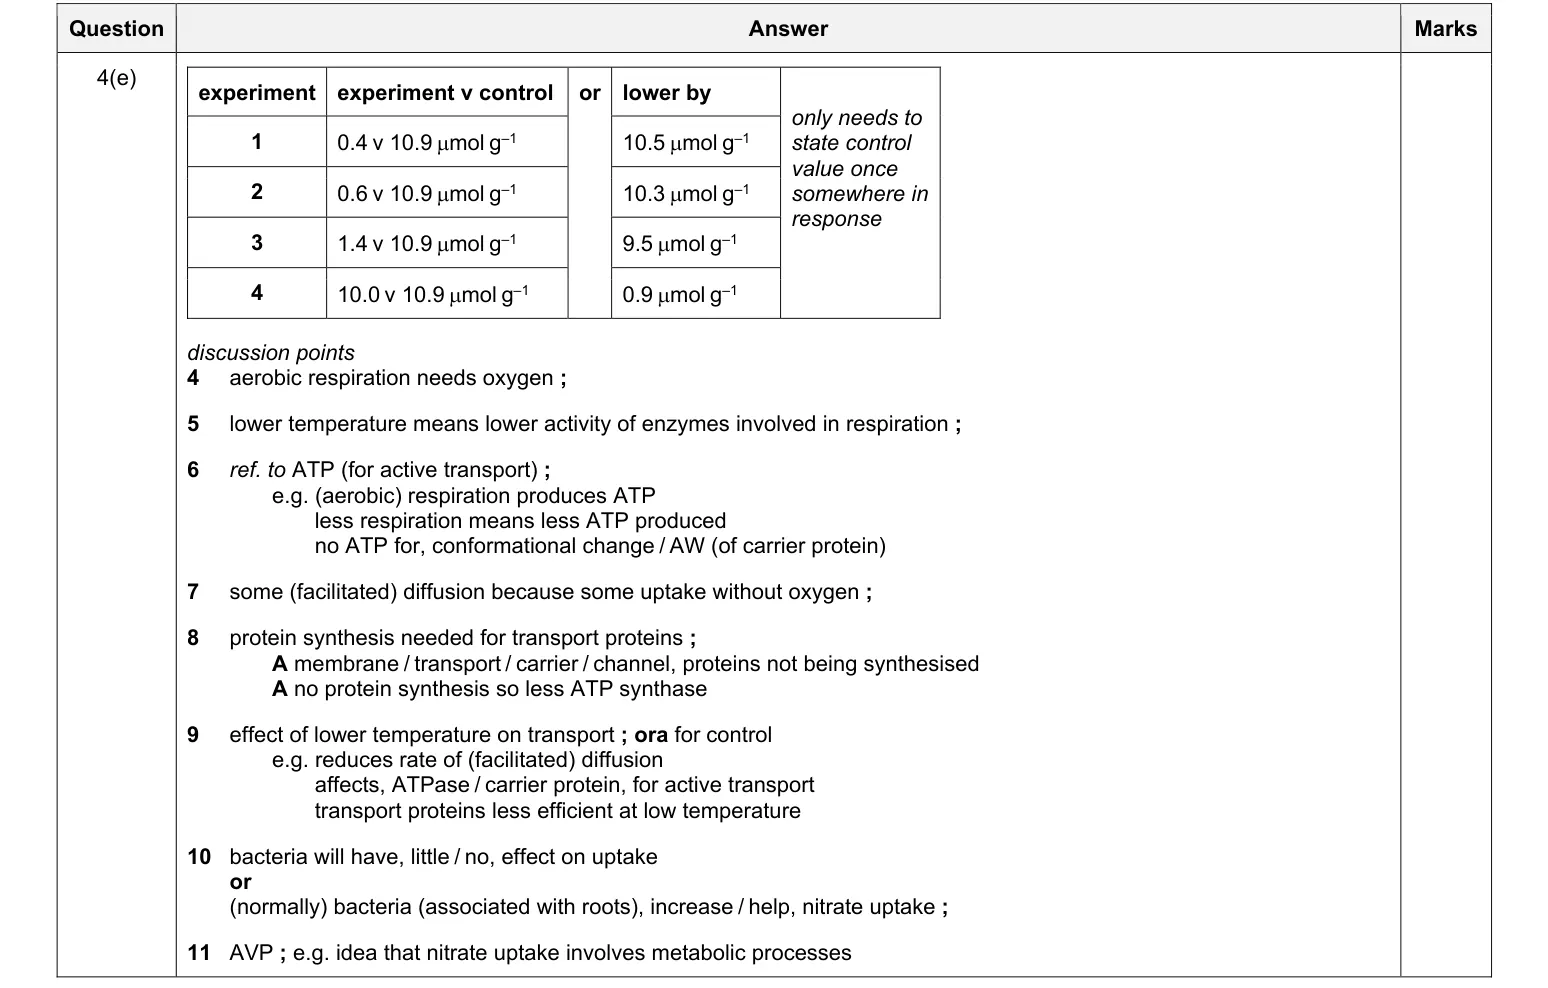 Question Answer Marks
4(e)
experiment experiment v control or lower by
1 0.4 v 10.9 μmol g⁻¹ 10.5 μmol g⁻¹
2 0.6 v 10.9 μmol g⁻¹ 10.3 μmol g⁻¹
3 1.4 v 10.9 μmol g⁻¹ 9.5 μmol g⁻¹
4 10.0 v 10.9 μmol g⁻¹ 0.9 μmol g⁻¹
only needs to
state control
value once
somewhere in
response
discussion points
4 aerobic respiration needs oxygen ;
5 lower temperature means lower activity of enzymes involved in respiration ;
6 ref. to ATP (for active transport) ;
e.g. (aerobic) respiration produces ATP
less respiration means less ATP produced
no ATP for, conformational change / AW (of carrier protein)
7 some (facilitated) diffusion because some uptake without oxygen ;
8 protein synthesis needed for transport proteins ;
A membrane / transport / carrier / channel, proteins not being synthesised
A no protein synthesis so less ATP synthase
9 effect of lower temperature on transport ; ora for control
e.g. reduces rate of (facilitated) diffusion
affects, ATPase / carrier protein, for active transport
transport proteins less efficient at low temperature
10 bacteria will have, little / no, effect on uptake
or
(normally) bacteria (associated with roots), increase / help, nitrate uptake ;
11 AVP ; e.g. idea that nitrate uptake involves metabolic processes